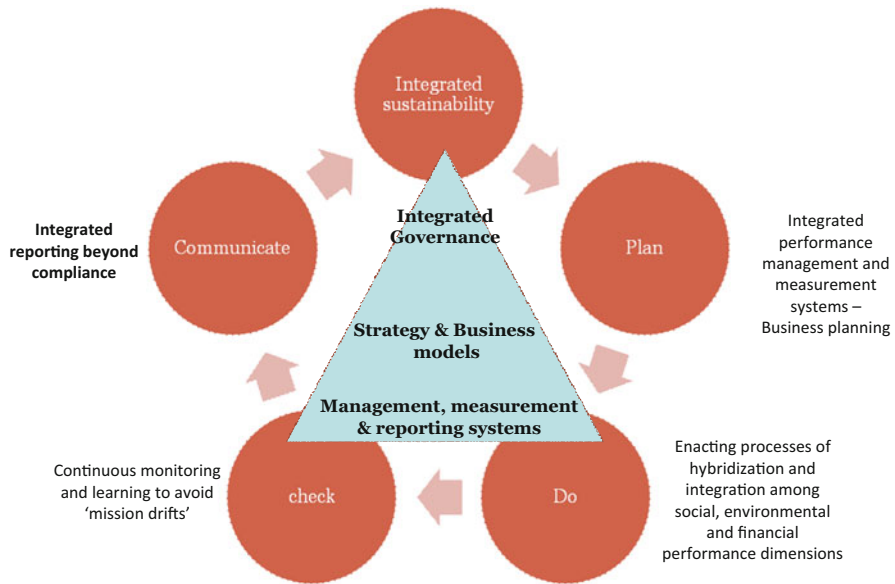 Integrated
sustainability
Integrated
Governance
Communicate
Integrated
reporting beyond
compliance
Plan
Integrated
performance
management and
measurement
systems –
Business planning
Strategy & Business
models
Management, measurement
& reporting systems
Continuous monitoring
and learning to avoid
‘mission drifts’
check
Do
Enacting processes of
hybridization and
integration among
social, environmental
and financial
performance dimensions